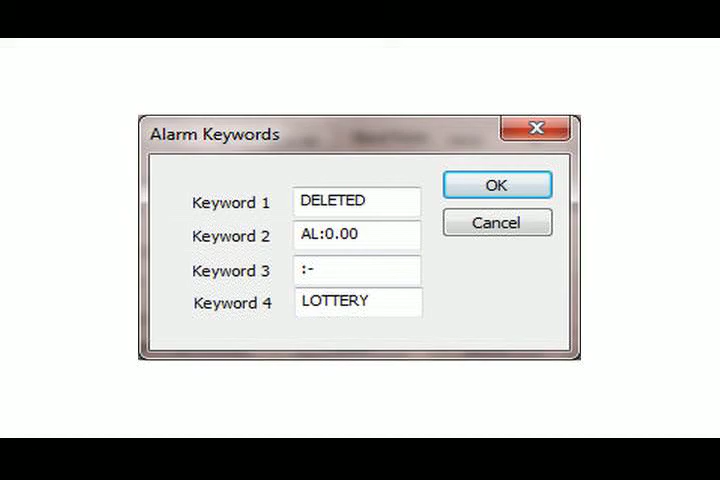 Alarm Keywords
Keyword 1 DELETED
OK
Keyword 2 AL:0.00
Cancel
Keyword 3 :-
Keyword 4 LOTTERY